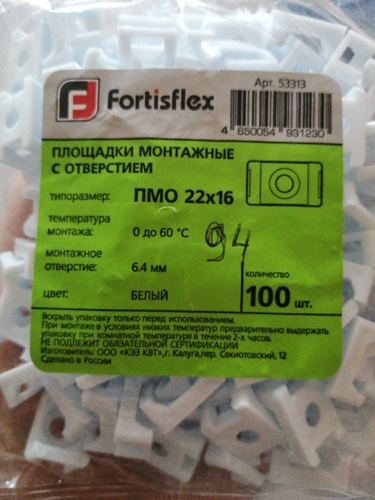 Арт. 53313
Fortisflex
4 650054 931230
ПЛОЩАДКИ МОНТАЖНЫЕ
С ОТВЕРСТИЕМ
типоразмер: ПМО 22х16
температура
монтажа: 0 до 60 °С
94
монтажное
отверстие: 6.4 мм
количество
цвет: БЕЛЫЙ 100 шт.
Вскрыть упаковку только перед использованием.
При монтаже в условиях низких температур предварительно выдержать
упаковку при комнатной температуре в течение 2-х часов.
НЕ ПОДЛЕЖИТ ОБЯЗАТЕЛЬНОЙ СЕРТИФИКАЦИИ
Изготовитель: ООО «КЭЗ КВТ»,г. Калуга,пер. Секиотовский, 12
Сделано в России